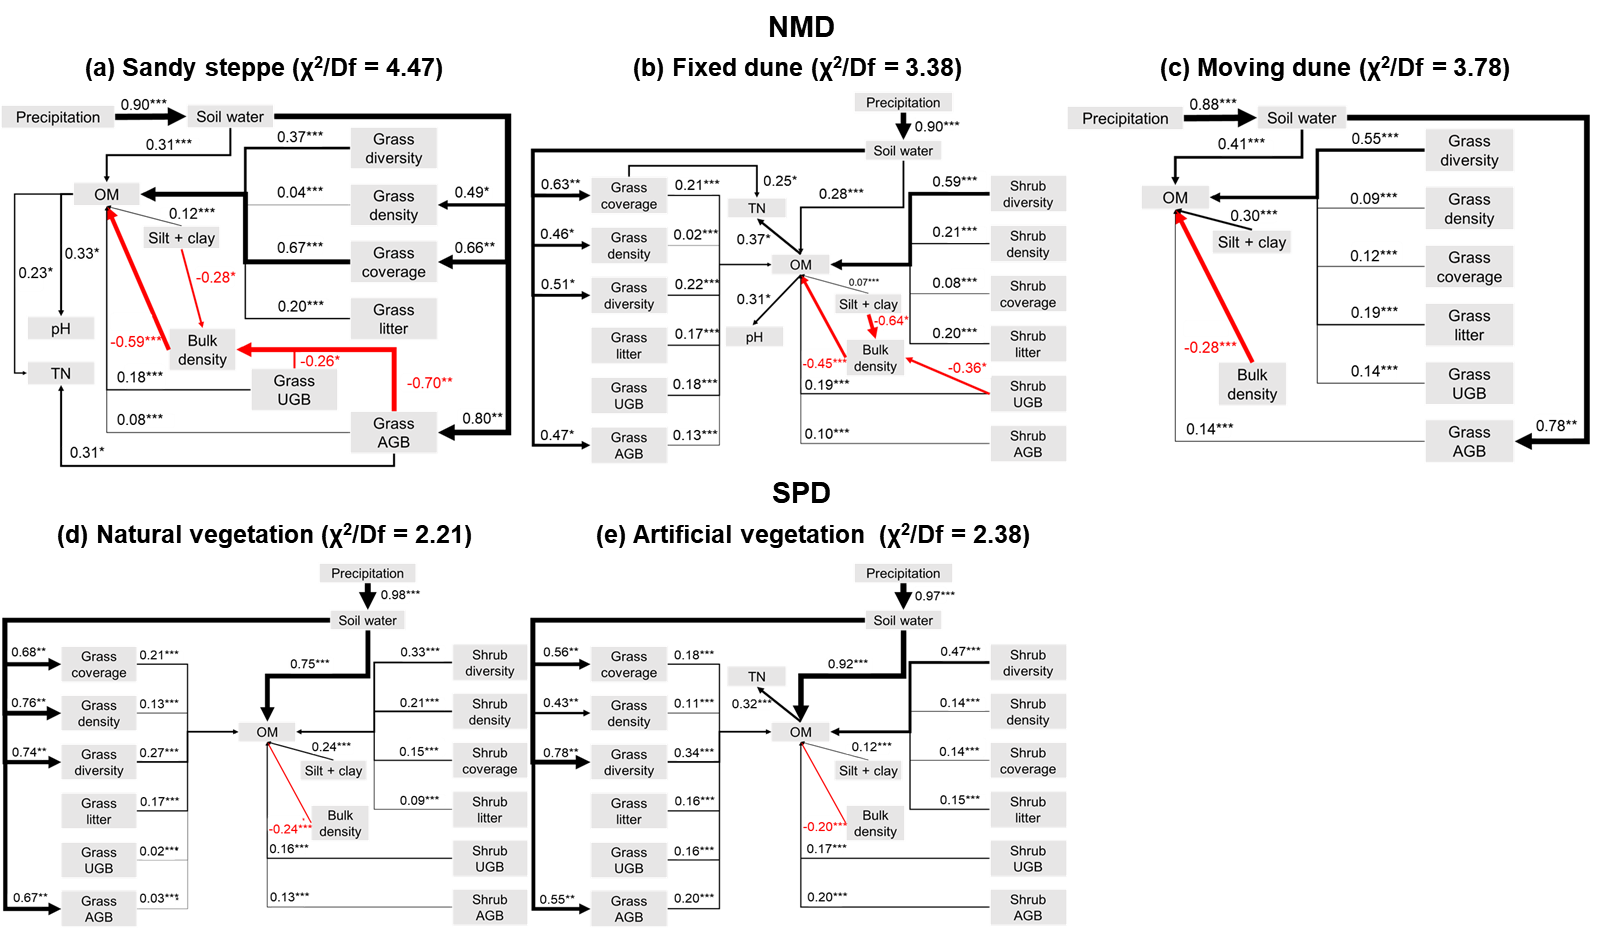 NMD
(a) Sandy steppe (χ²/Df = 4.47)
Precipitation
0.90***
Soil water
0.31***
0.37***
Grass
diversity
OM
0.04***
Grass
density
0.49*
0.12***
Silt + clay
0.67***
Grass
coverage
0.66**
0.23*
0.33*
-0.28*
0.20***
Grass
litter
pH
-0.59***
Bulk
density
-0.26*
TN
0.18***
Grass
UGB
-0.70**
0.08***
Grass
AGB
0.80**
0.31*
(b) Fixed dune (χ²/Df = 3.38)
Precipitation
0.90***
Soil water
0.63**
Grass
coverage
0.21***
0.25*
TN
0.28***
0.59***
Shrub
diversity
0.46*
Grass
density
0.02***
0.37*
0.21***
Shrub
density
OM
0.51*
Grass
diversity
0.22***
0.07***
Silt + clay
0.08***
Shrub
coverage
0.31*
-0.64*
Grass
litter
0.17***
pH
0.20***
Shrub
litter
-0.45***
Bulk
density
-0.36*
Grass
UGB
0.18***
0.19***
Shrub
UGB
0.47*
Grass
AGB
0.13***
0.10***
Shrub
AGB
(c) Moving dune (χ²/Df = 3.78)
Precipitation
0.88***
Soil water
0.41***
0.55***
Grass
diversity
OM
0.09***
Grass
density
0.30***
Silt + clay
0.12***
Grass
coverage
0.19***
Grass
litter
-0.28***
Bulk
density
0.14***
Grass
UGB
0.14***
Grass
AGB
0.78**
SPD
(d) Natural vegetation (χ²/Df = 2.21)
Precipitation
0.98***
Soil water
0.68**
Grass
coverage
0.21***
0.75***
0.33***
Shrub
diversity
0.76**
Grass
density
0.13***
0.21***
Shrub
density
OM
0.74**
Grass
diversity
0.27***
0.24***
Silt + clay
0.15***
Shrub
coverage
Grass
litter
0.17***
0.09***
Shrub
litter
-0.24***
Bulk
density
Grass
UGB
0.02***
0.16***
Shrub
UGB
0.67**
Grass
AGB
0.03***
0.13***
Shrub
AGB
(e) Artificial vegetation (χ²/Df = 2.38)
Precipitation
0.97***
Soil water
0.56**
Grass
coverage
0.18***
TN
0.92***
0.47***
Shrub
diversity
0.43**
Grass
density
0.11***
0.32***
0.14***
Shrub
density
OM
0.78**
Grass
diversity
0.34***
0.12***
Silt + clay
0.14***
Shrub
coverage
Grass
litter
0.16***
0.15***
Shrub
litter
-0.20***
Bulk
density
Grass
UGB
0.16***
0.17***
Shrub
UGB
0.55**
Grass
AGB
0.20***
0.20***
Shrub
AGB